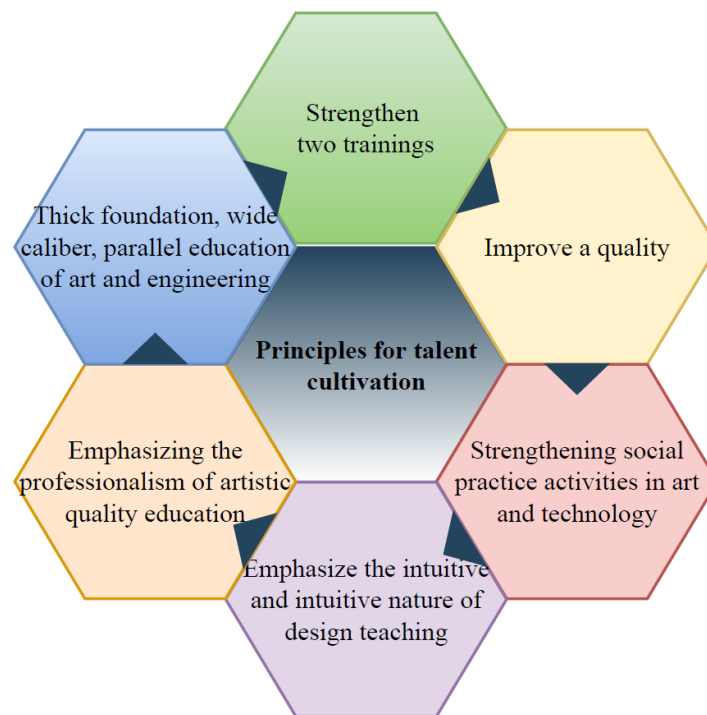 Strengthen
two trainings
Thick foundation, wide
caliber, parallel education
of art and engineering
Improve a quality
Principles for talent
cultivation
Emphasizing the
professionalism of artistic
quality education
Strengthening social
practice activities in art
and technology
Emphasize the intuitive
and intuitive nature of
design teaching